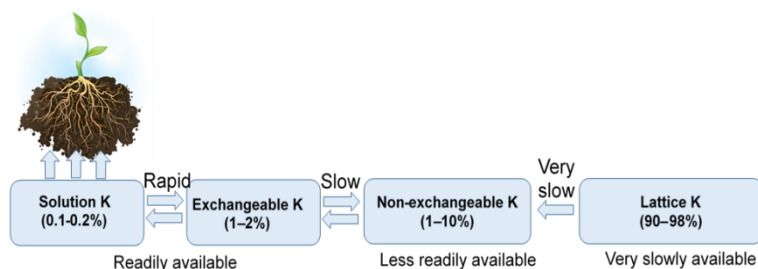 Solution K
(0.1-0.2%)
Rapid
Exchangeable K
(1–2%)
Slow
Non-exchangeable K
(1–10%)
Very
slow
Lattice K
(90–98%)
Readily available
Less readily available
Very slowly available